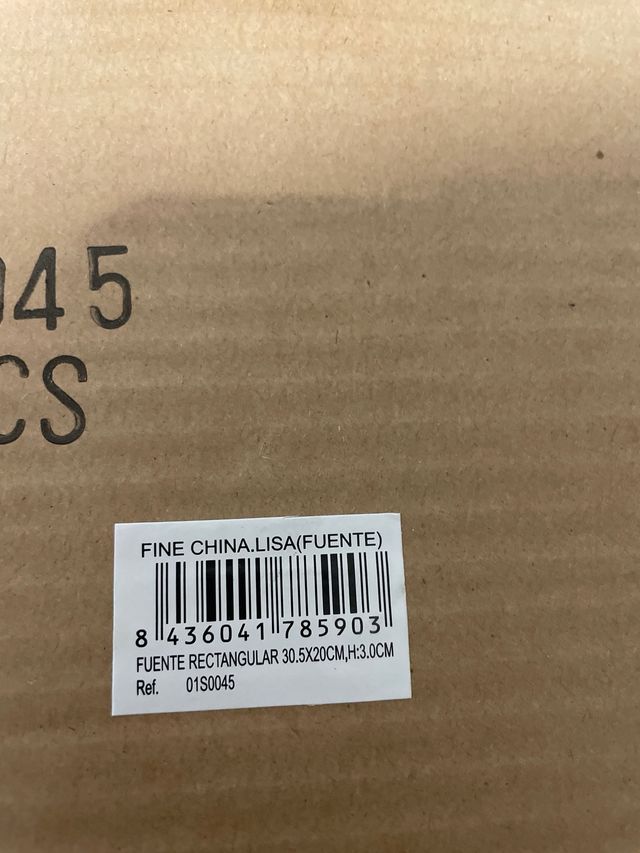 045
CS
FINE CHINA.LISA(FUENTE)
8 436041 785903
FUENTE RECTANGULAR 30.5X20CM,H:3.0CM
Ref. 01S0045